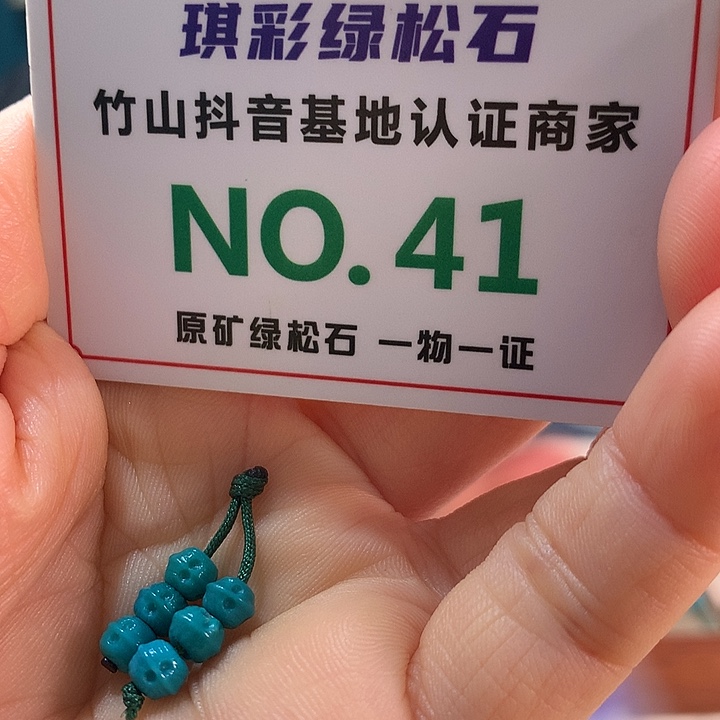 琪彩绿松石
竹山抖音基地认证商家
NO.41
原矿绿松石 一物一证